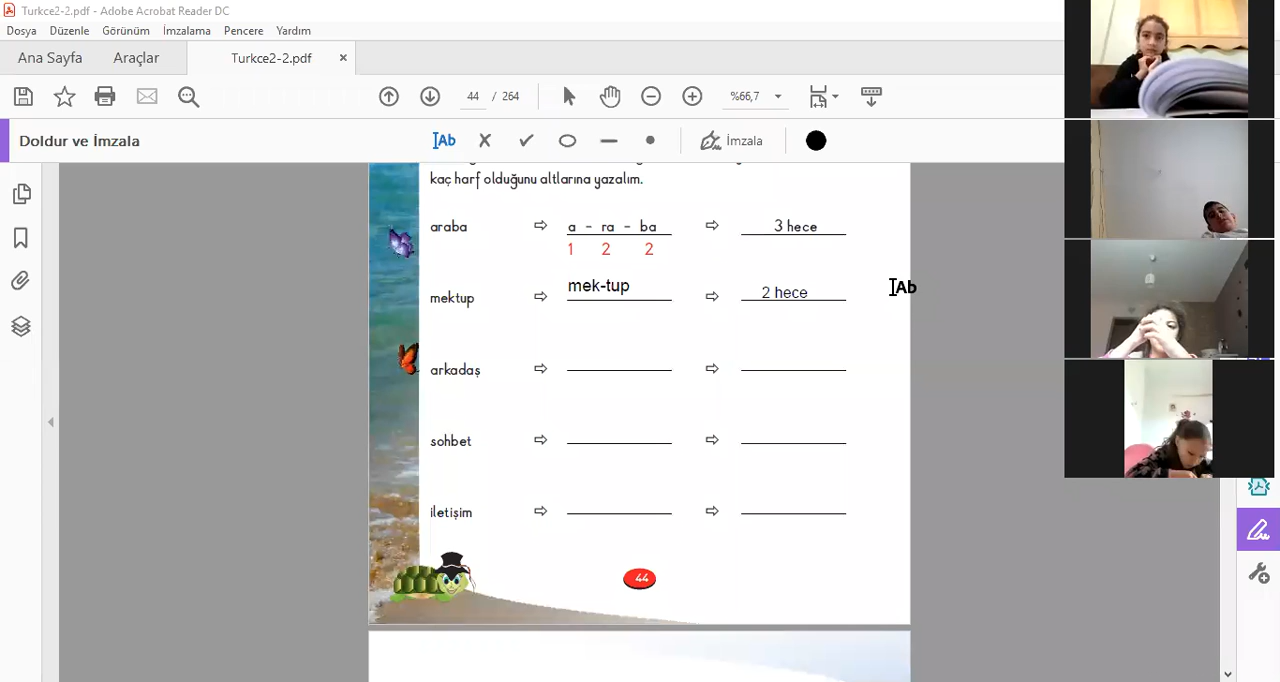 Turkce2-2.pdf - Adobe Acrobat Reader DC
Dosya Düzenle Görünüm İmzalama Pencere Yardım
Ana Sayfa Araçlar Turkce2-2.pdf ×
44 / 264 %66,7
Doldur ve İmzala Ab İmzala
kaç harf olduğunu altlarına yazalım.
araba ⇨ a - ra - ba ⇨ 3 hece
1 2 2
mektup ⇨ mek-tup ⇨ 2 hece Ab
arkadaş ⇨ ⇨
sohbet ⇨ ⇨
iletişim ⇨ ⇨
44